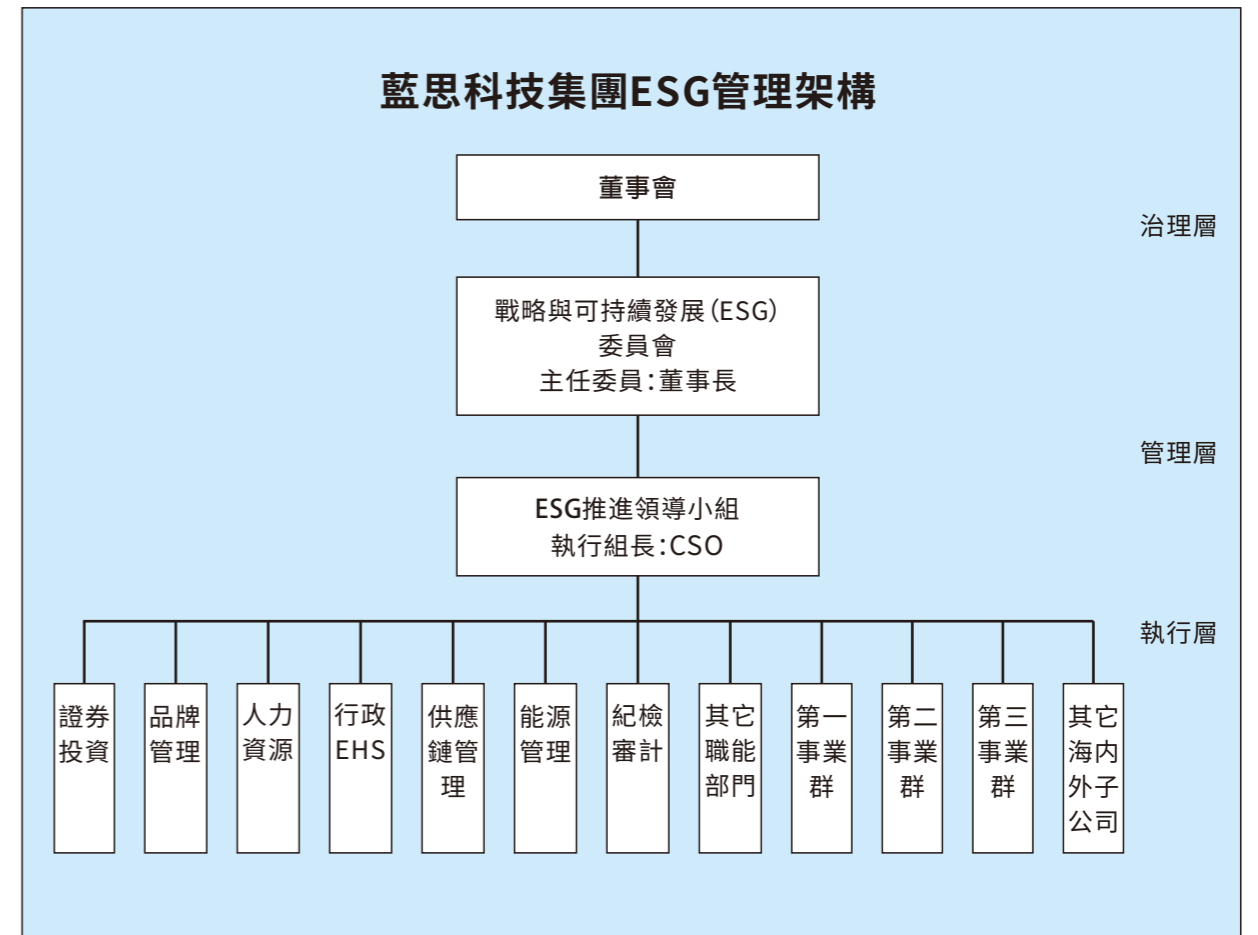 藍思科技集團ESG管理架構
董事會
治理層
戰略與可持續發展(ESG)
委員會
主任委員:董事長
管理層
ESG推進領導小組
執行組長:CSO
執行層
證券
投資
品牌
管理
人力
資源
行政
EHS
供應
鏈管
理
能源
管理
紀檢
審計
其它
職能
部門
第一
事業
群
第二
事業
群
第三
事業
群
其它
海內
外子
公司